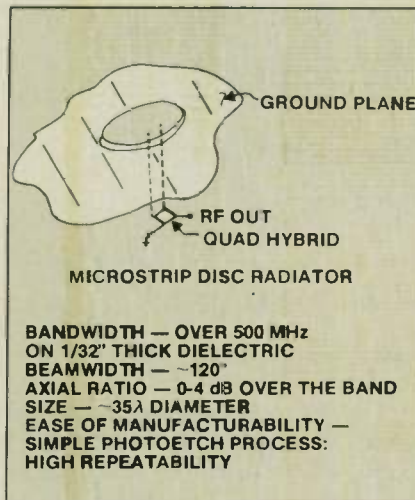 GROUND PLANE
RF OUT
QUAD HYBRID
MICROSTRIP DISC RADIATOR
BANDWIDTH — OVER 500 MHz
ON 1/32" THICK DIELECTRIC
BEAMWIDTH — ~120°
AXIAL RATIO — 0-4 dB OVER THE BAND
SIZE — ~35λ DIAMETER
EASE OF MANUFACTURABILITY —
SIMPLE PHOTOETCH PROCESS:
HIGH REPEATABILITY